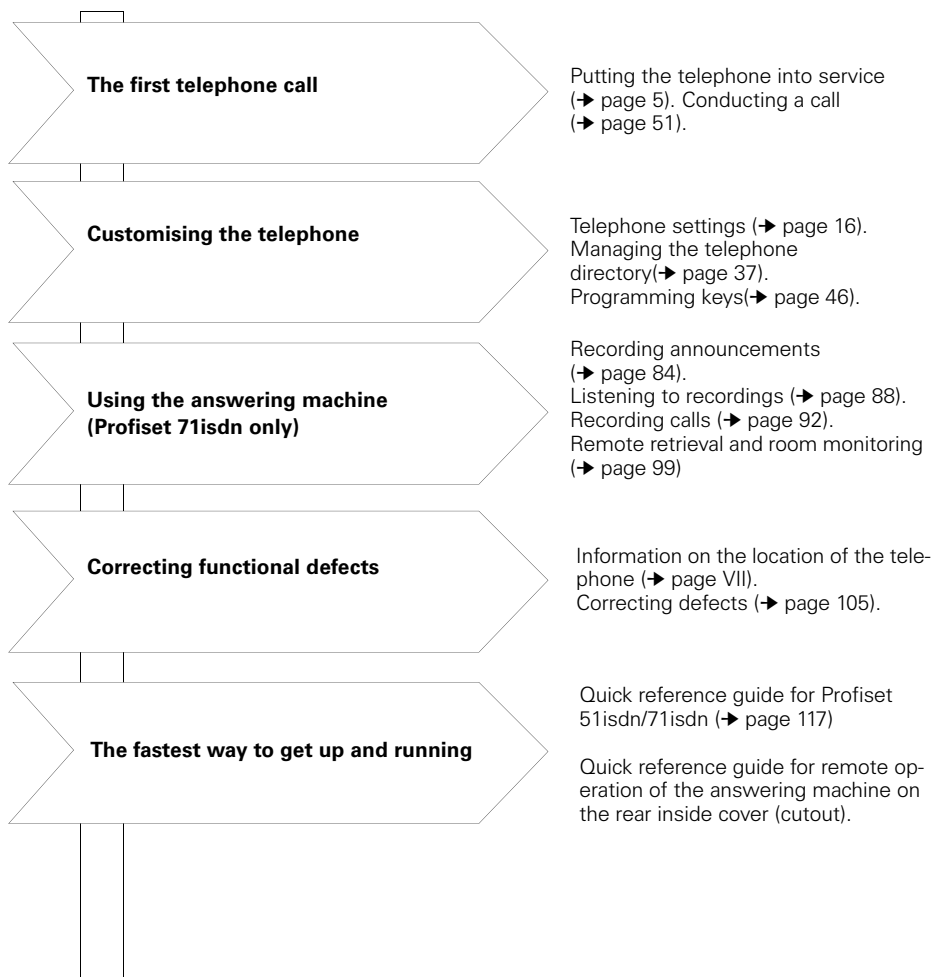 The first telephone call
Putting the telephone into service
(➔ page 5). Conducting a call
(➔ page 51).
Customising the telephone
Telephone settings (➔ page 16).
Managing the telephone
directory(➔ page 37).
Programming keys(➔ page 46).
Using the answering machine
(Profiset 71isdn only)
Recording announcements
(➔ page 84).
Listening to recordings (➔ page 88).
Recording calls (➔ page 92).
Remote retrieval and room monitoring
(➔ page 99)
Correcting functional defects
Information on the location of the tele-
phone (➔ page VII).
Correcting defects (➔ page 105).
The fastest way to get up and running
Quick reference guide for Profiset
51isdn/71isdn (➔ page 117)
Quick reference guide for remote op-
eration of the answering machine on
the rear inside cover (cutout).